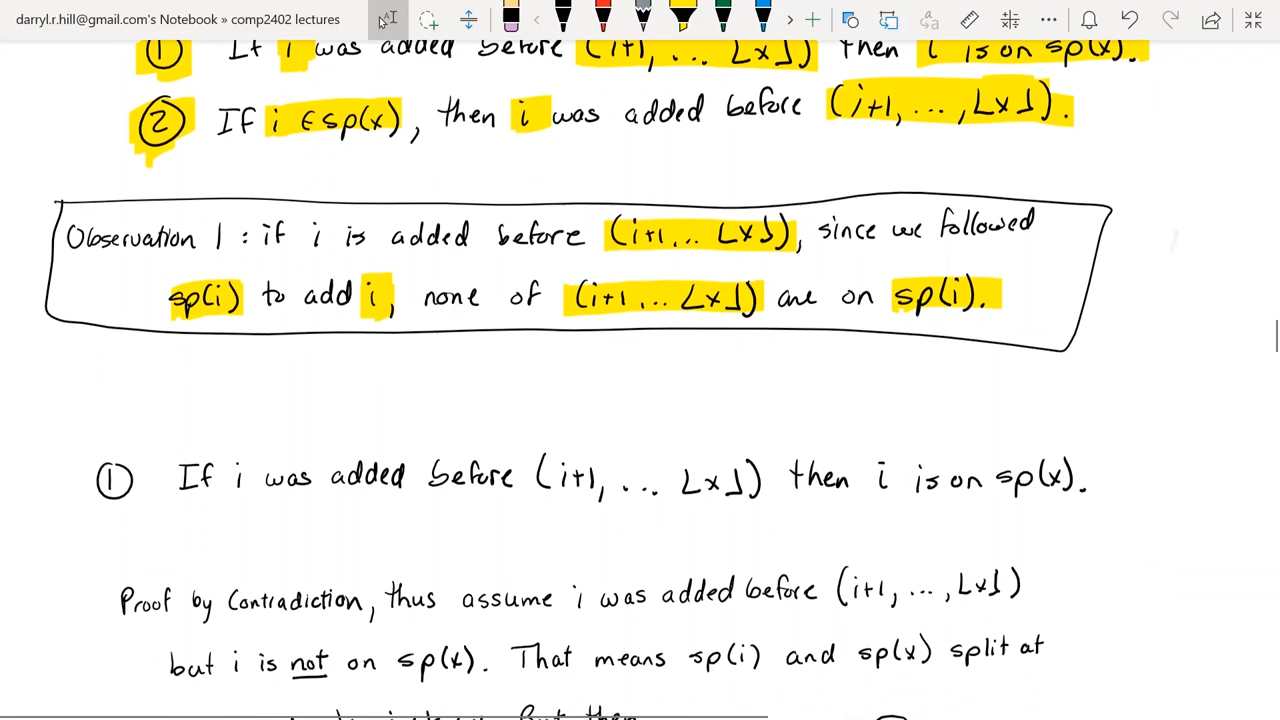 darryl.r.hill@gmail.com's Notebook » comp2402 lectures
① If i was added before (i+1, ... ⌊x⌋) then i is on sp(x).
② If i ∈ sp(x), then i was added before (i+1, ..., ⌊x⌋).
Observation 1 : if i is added before (i+1, .. ⌊x⌋), since we followed
sp(i) to add i, none of (i+1 ... ⌊x⌋) are on sp(i).
① If i was added before (i+1, ... ⌊x⌋) then i is on sp(x).
Proof by Contradiction, thus assume i was added before (i+1, ..., ⌊x⌋)
but i is not on sp(x). That means sp(i) and sp(x) split at
But then